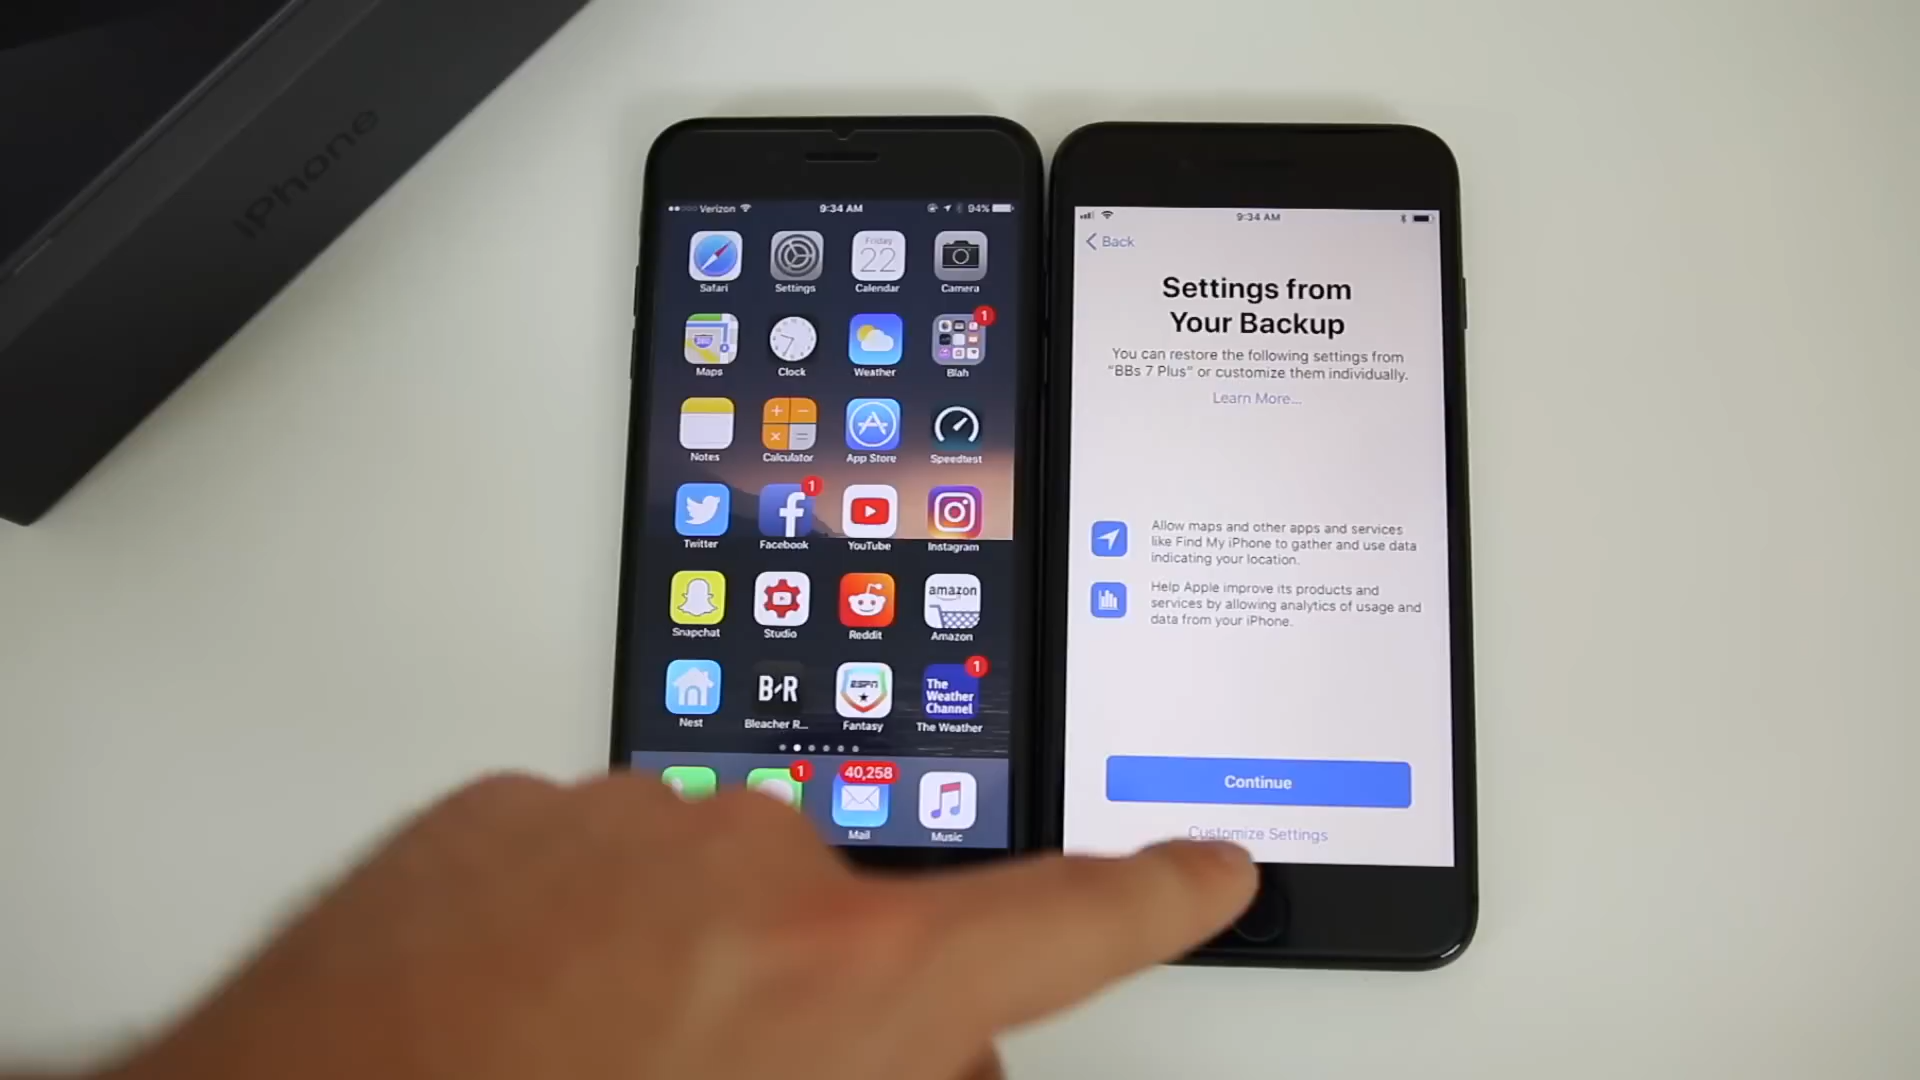 iPhone
Verizon
9:34 AM
94%
Safari
Settings
Friday
22
Calendar
Camera
Maps
Clock
Weather
1
Blah
Notes
Calculator
App Store
Speedtest
Twitter
1
Facebook
YouTube
Instagram
Snapchat
Studio
Reddit
amazon
Amazon
Nest
B/R
Bleacher R...
ESPN
Fantasy
1
The
Weather
Channel
The Weather
1
40,258
Mail
Music
9:34 AM
Back
Settings from
Your Backup
You can restore the following settings from
"BBs 7 Plus" or customize them individually.
Learn More...
Allow maps and other apps and services
like Find My iPhone to gather and use data
indicating your location.
Help Apple improve its products and
services by allowing analytics of usage and
data from your iPhone.
Continue
Customize Settings